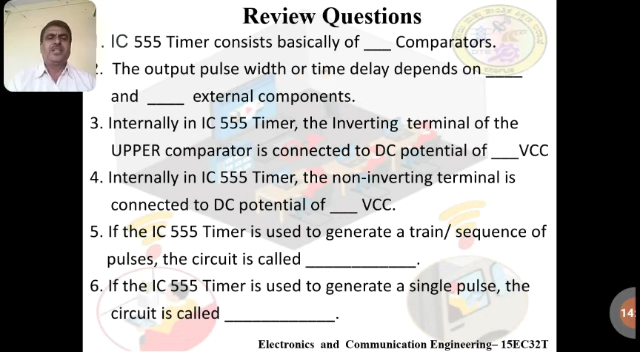 Review Questions
. IC 555 Timer consists basically of ___ Comparators.
2. The output pulse width or time delay depends on ____
and ____ external components.
3. Internally in IC 555 Timer, the Inverting terminal of the
UPPER comparator is connected to DC potential of ___VCC
4. Internally in IC 555 Timer, the non-inverting terminal is
connected to DC potential of ___ VCC.
5. If the IC 555 Timer is used to generate a train/ sequence of
pulses, the circuit is called ____________.
6. If the IC 555 Timer is used to generate a single pulse, the
circuit is called ____________.
Electronics and Communication Engineering– 15EC32T
14